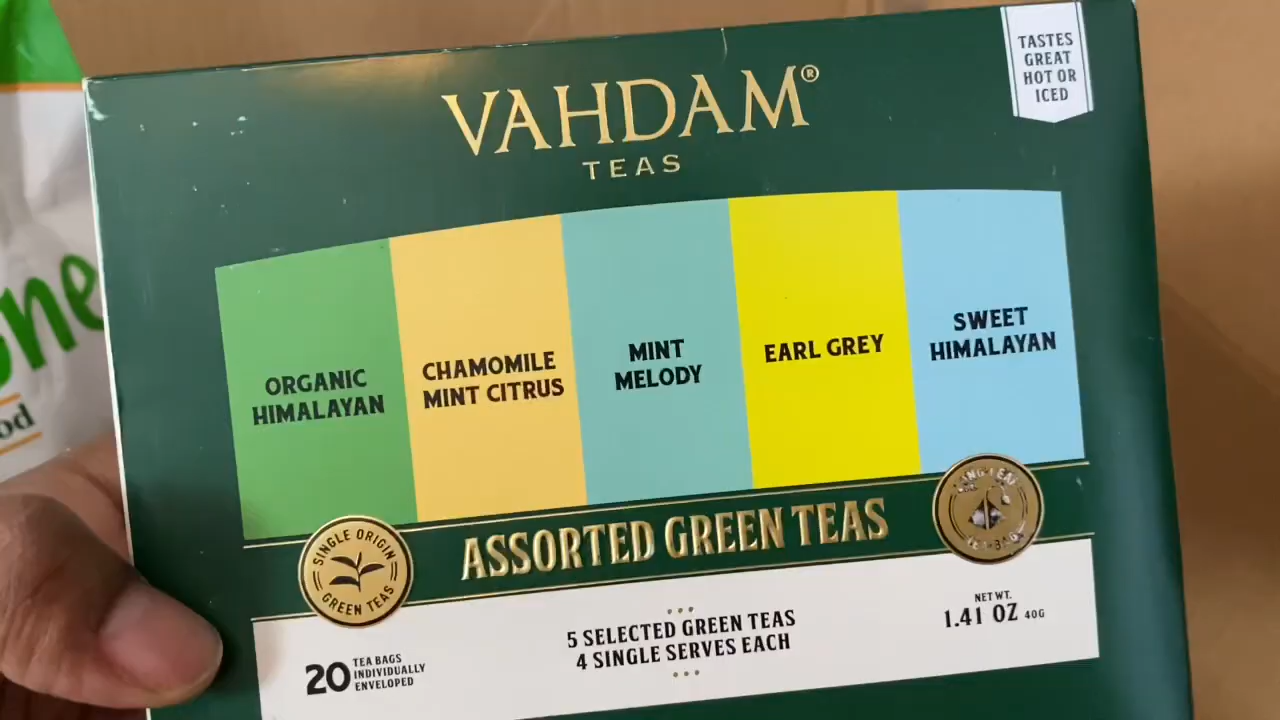 VAHDAM®
TEAS
TASTES
GREAT
HOT OR
ICED
ORGANIC
HIMALAYAN
CHAMOMILE
MINT CITRUS
MINT
MELODY
EARL GREY
SWEET
HIMALAYAN
SINGLE ORIGIN
GREEN TEAS
ASSORTED GREEN TEAS
20 TEA BAGS
INDIVIDUALLY
ENVELOPED
5 SELECTED GREEN TEAS
4 SINGLE SERVES EACH
NET WT.
1.41 OZ 40G